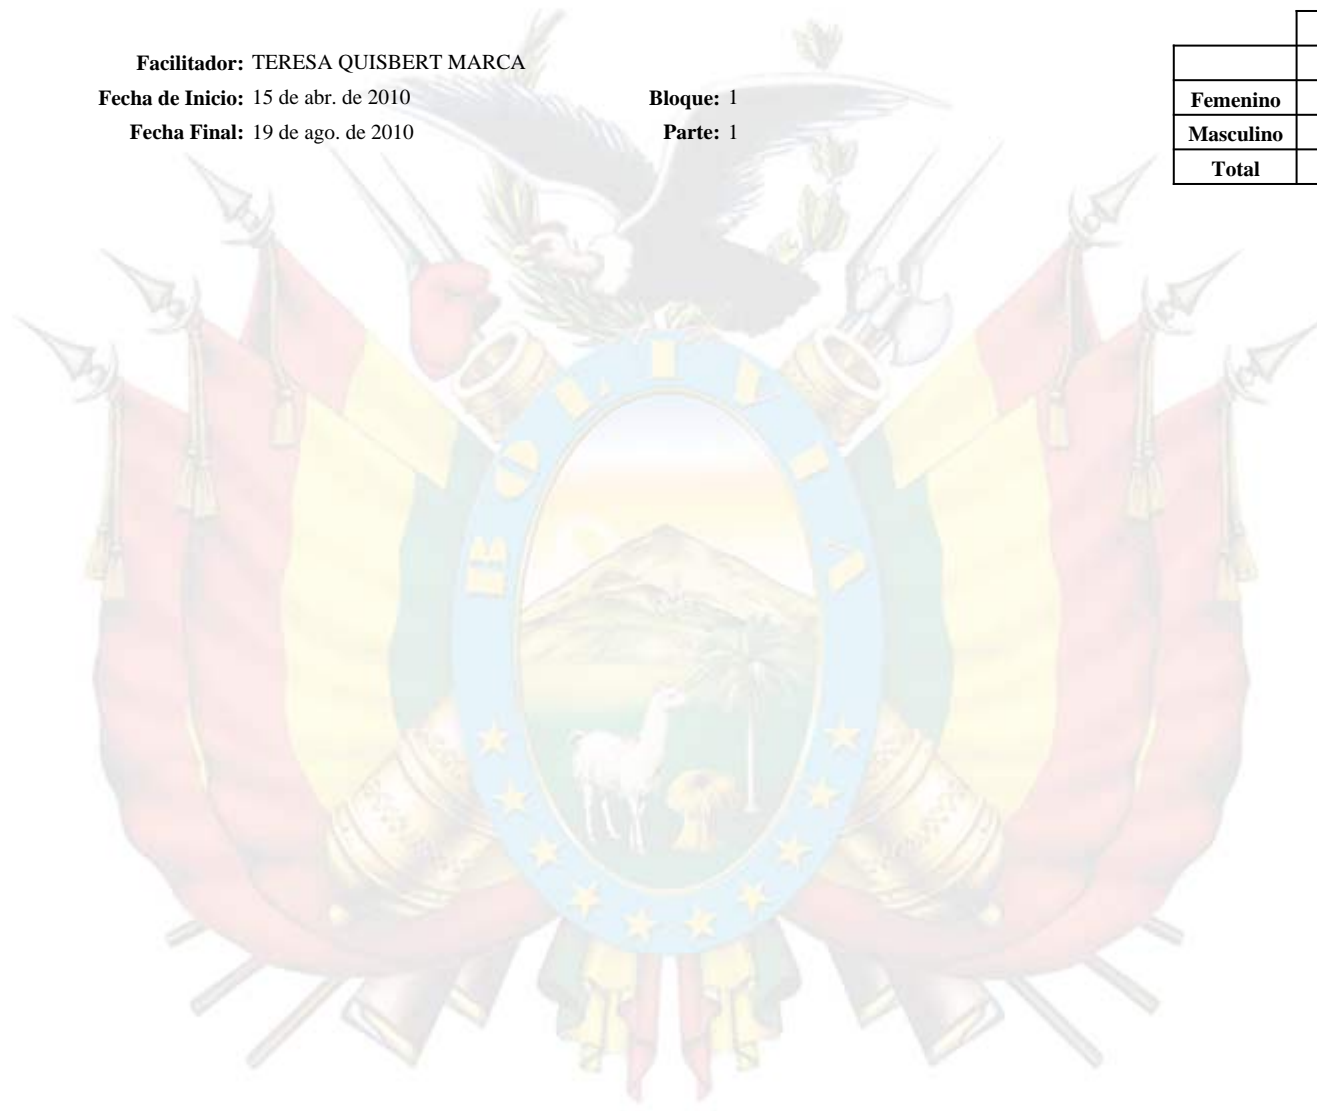 Facilitador: TERESA QUISBERT MARCA
Fecha de Inicio: 15 de abr. de 2010 Bloque: 1
Fecha Final: 19 de ago. de 2010 Parte: 1
Femenino
Masculino
Total
BOLIVIA